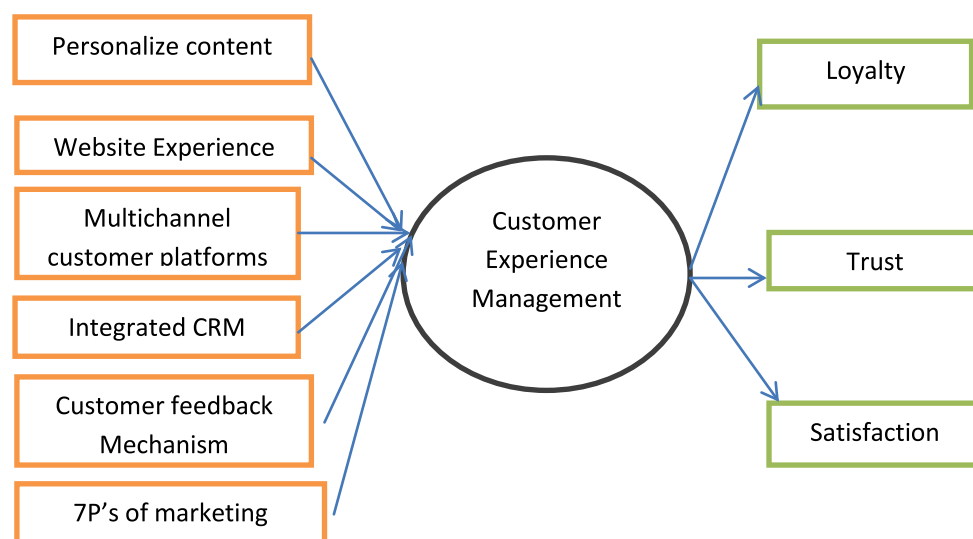 Personalize content
Website Experience
Multichannel
customer platforms
Integrated CRM
Customer feedback
Mechanism
7P’s of marketing
Customer
Experience
Management
Loyalty
Trust
Satisfaction